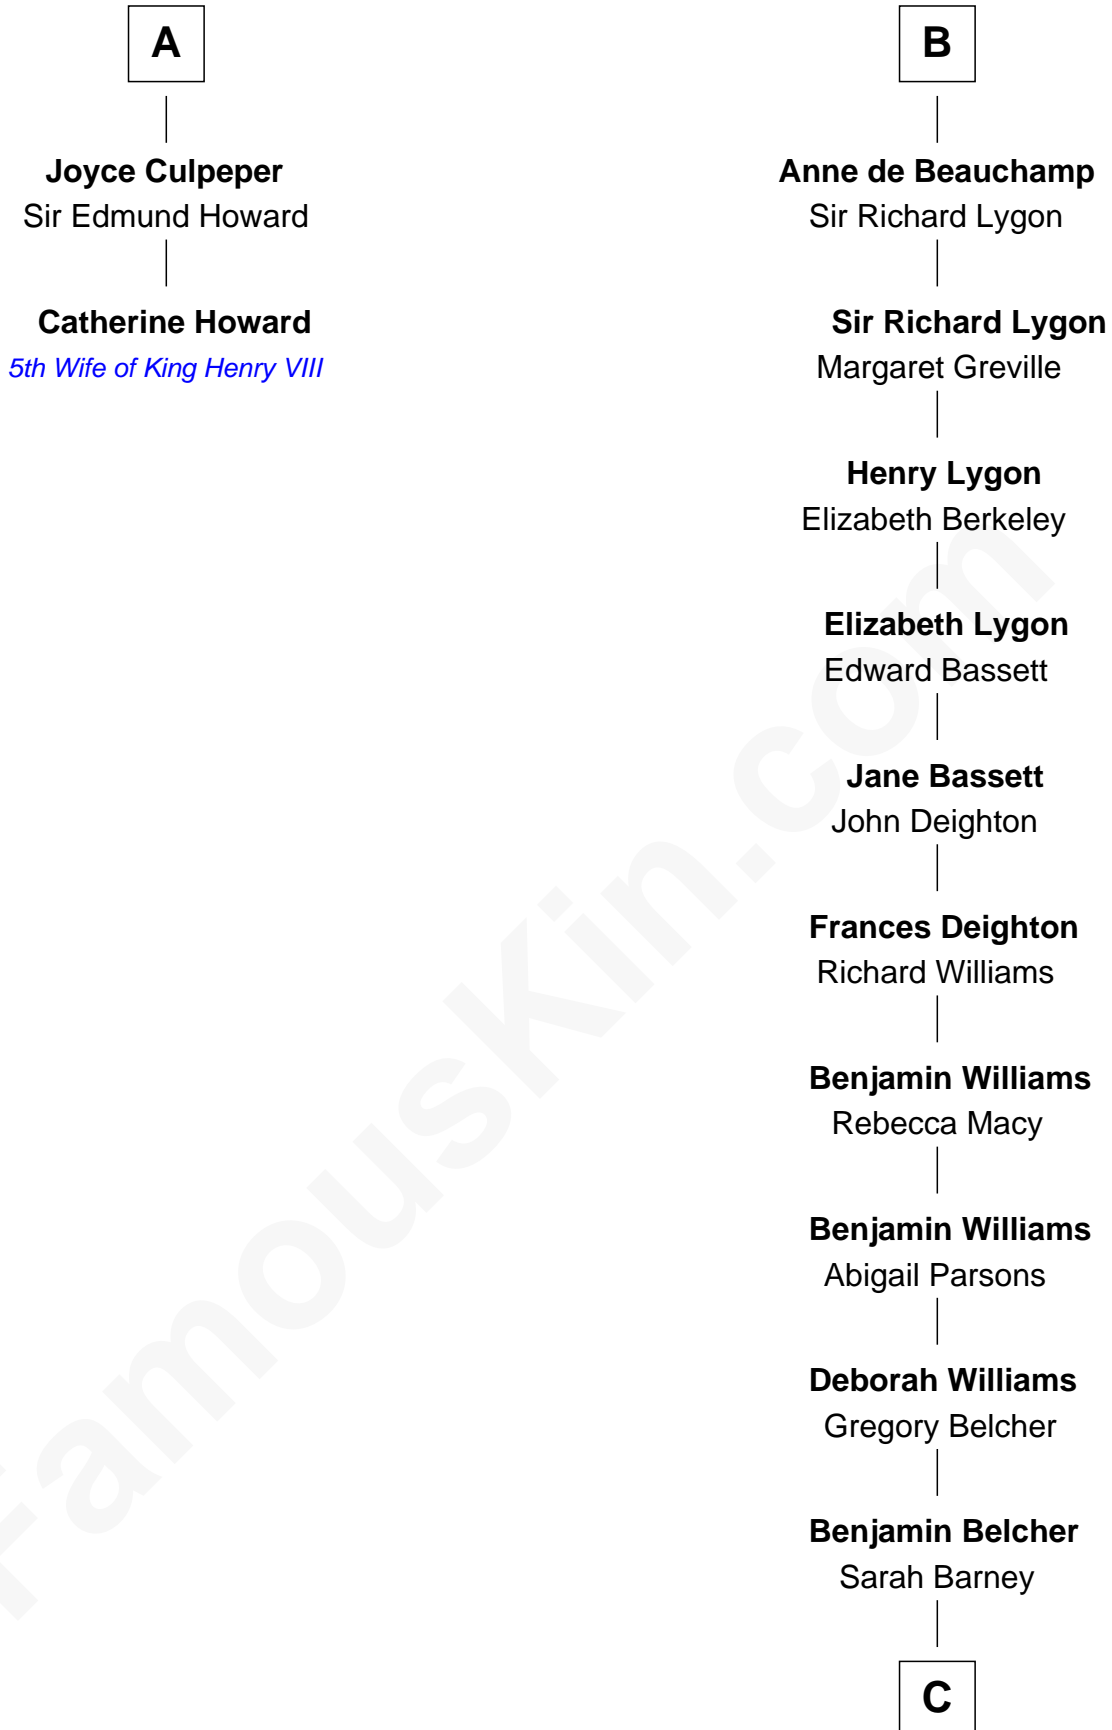 A
Joyce Culpeper
Sir Edmund Howard
Catherine Howard
5th Wife of King Henry VIII
B
Anne de Beauchamp
Sir Richard Lygon
Sir Richard Lygon
Margaret Greville
Henry Lygon
Elizabeth Berkeley
Elizabeth Lygon
Edward Bassett
Jane Bassett
John Deighton
Frances Deighton
Richard Williams
Benjamin Williams
Rebecca Macy
Benjamin Williams
Abigail Parsons
Deborah Williams
Gregory Belcher
Benjamin Belcher
Sarah Barney
C
FamousKin.com